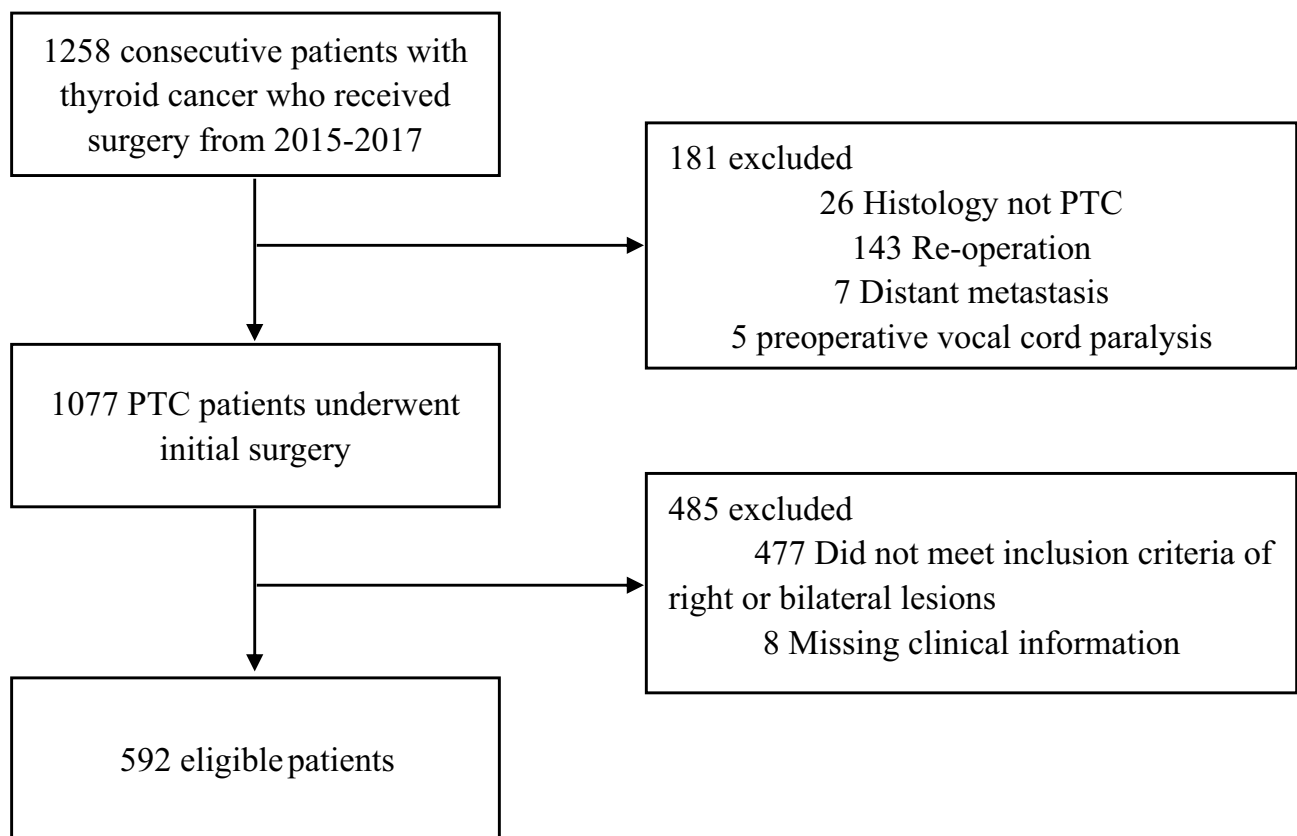 1258 consecutive patients with
thyroid cancer who received
surgery from 2015-2017
181 excluded
26 Histology not PTC
143 Re-operation
7 Distant metastasis
5 preoperative vocal cord paralysis
1077 PTC patients underwent
initial surgery
485 excluded
477 Did not meet inclusion criteria of
right or bilateral lesions
8 Missing clinical information
592 eligible patients